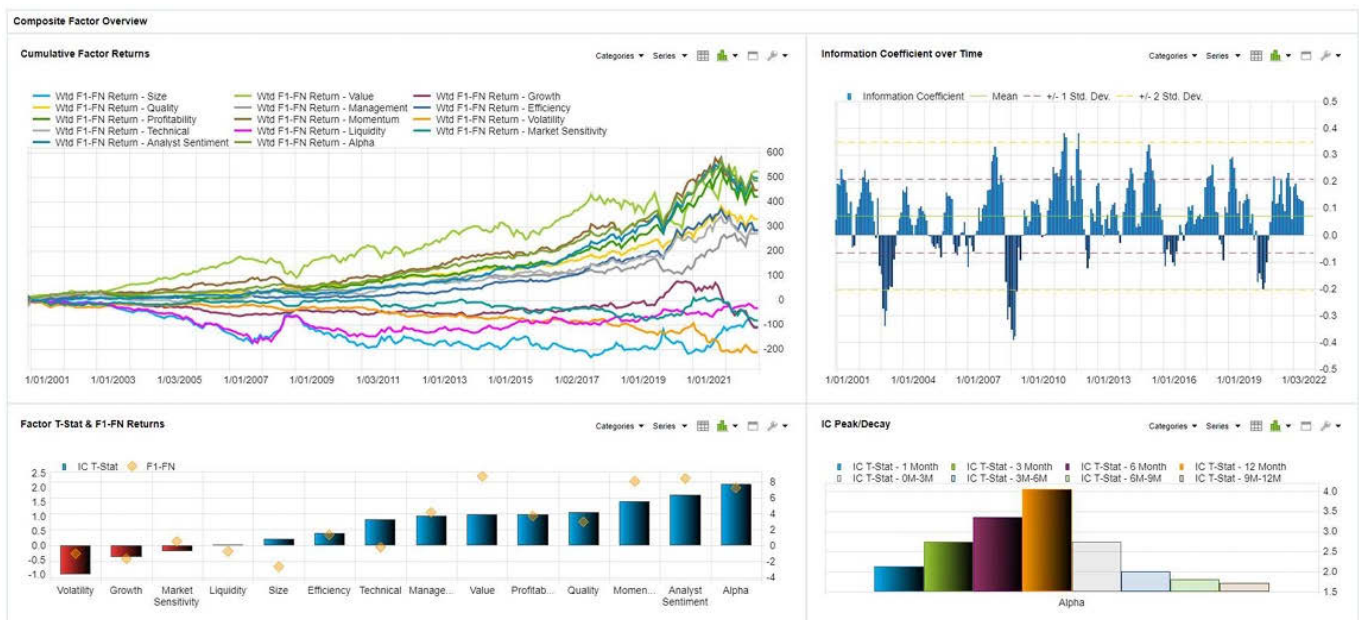 Composite Factor Overview
Cumulative Factor Returns
Categories Series
Wtd F1-FN Return - Size Wtd F1-FN Return - Value Wtd F1-FN Return - Growth
Wtd F1-FN Return - Quality Wtd F1-FN Return - Management Wtd F1-FN Return - Efficiency
Wtd F1-FN Return - Profitability Wtd F1-FN Return - Momentum Wtd F1-FN Return - Volatility
Wtd F1-FN Return - Technical Wtd F1-FN Return - Liquidity Wtd F1-FN Return - Market Sensitivity
Wtd F1-FN Return - Analyst Sentiment Wtd F1-FN Return - Alpha
600
500
400
300
200
100
0
-100
-200
1/01/2001 1/01/2003 1/03/2005 1/01/2007 1/01/2009 1/03/2011 1/01/2013 1/01/2015 1/02/2017 1/01/2019 1/01/2021
Information Coefficient over Time
Categories Series
Information Coefficient Mean +/- 1 Std. Dev. +/- 2 Std. Dev.
0.5
0.4
0.3
0.2
0.1
0.0
-0.1
-0.2
-0.3
-0.4
-0.5
1/01/2001 1/01/2004 1/01/2007 1/01/2010 1/01/2013 1/01/2016 1/01/2019 1/03/2022
Factor T-Stat & F1-FN Returns
Categories Series
IC T-Stat F1-FN
2.5
2.0
1.5
1.0
0.5
0.0
-0.5
-1.0
8
6
4
2
0
-2
-4
Volatility Growth Market Sensitivity Liquidity Size Efficiency Technical Manage... Value Profitab... Quality Momen... Analyst Sentiment Alpha
IC Peak/Decay
Categories Series
IC T-Stat - 1 Month IC T-Stat - 3 Month IC T-Stat - 6 Month IC T-Stat - 12 Month
IC T-Stat - 0M-3M IC T-Stat - 3M-6M IC T-Stat - 6M-9M IC T-Stat - 9M-12M
4.0
3.5
3.0
2.5
2.0
1.5
Alpha